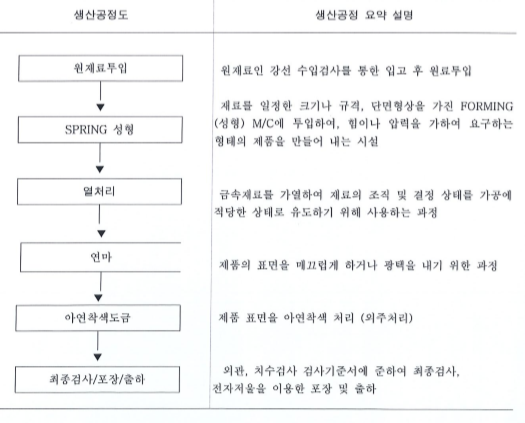 생산공정도
생산공정 요약 설명
원재료투입
원재료인 강선 수입검사를 통한 입고 후 원료투입
SPRING 성형
재료를 일정한 크기나 규격, 단면형상을 가진 FORMING
(성형) M/C에 투입하여, 힘이나 압력을 가하여 요구하는
형태의 제품을 만들어 내는 시설
열처리
금속재료를 가열하여 재료의 조직 및 결정 상태를 가공에
적당한 상태로 유도하기 위해 사용하는 과정
연마
제품의 표면을 매끄럽게 하거나 광택을 내기 위한 과정
아연착색도금
제품 표면을 아연착색 처리 (외주처리)
최종검사/포장/출하
외관, 치수검사 검사기준서에 준하여 최종검사,
전자저울을 이용한 포장 및 출하